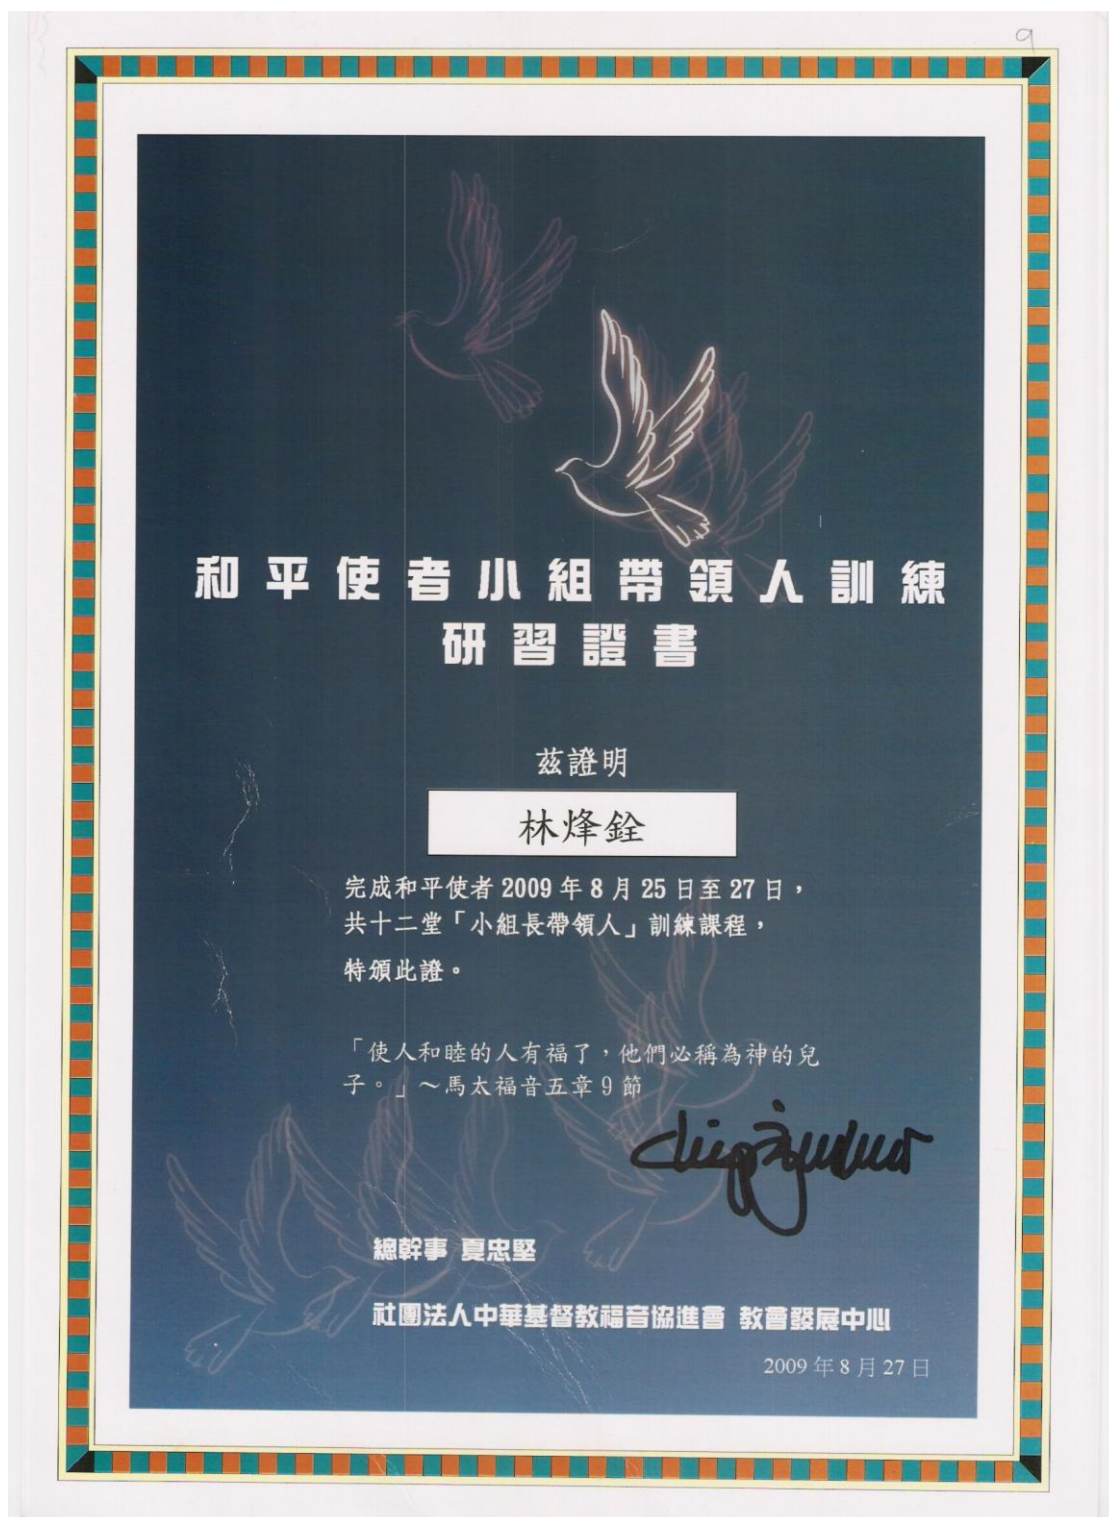 9
和平使者小組帶領人訓練
研習證書
茲證明
林烽銓
完成和平使者 2009 年 8 月 25 日至 27 日，
共十二堂「小組長帶領人」訓練課程，
特頒此證。
「使人和睦的人有福了，他們必稱為神的兒
子。」～馬太福音五章 9 節
總幹事 夏忠堅
社團法人中華基督教福音協進會 教會發展中心
2009 年 8 月 27 日